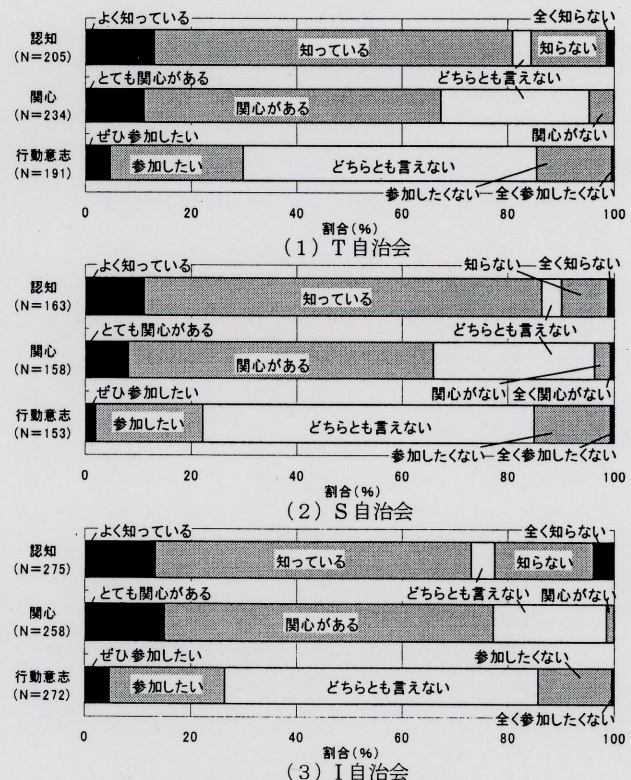 よく知っている 全く知らない
認知 知っている 知らない
(N=205)
とても関心がある どちらとも言えない
関心 関心がある
(N=234)
ぜひ参加したい 関心がない
行動意志 参加したい どちらとも言えない
(N=191)
参加したくない 全く参加したくない
0 20 40 60 80 100
割合(%)
(1)T自治会
よく知っている 知らない 全く知らない
認知 知っている
(N=163)
とても関心がある どちらとも言えない
関心 関心がある
(N=158)
ぜひ参加したい 関心がない 全く関心がない
行動意志 参加したい どちらとも言えない
(N=153)
参加したくない 全く参加したくない
0 20 40 60 80 100
割合(%)
(2)S自治会
よく知っている 全く知らない
認知 知っている 知らない
(N=275)
とても関心がある どちらとも言えない 関心がない
関心 関心がある
(N=258)
ぜひ参加したい 参加したくない
行動意志 参加したい どちらとも言えない
(N=272)
全く参加したくない
0 20 40 60 80 100
割合(%)
(3)I自治会